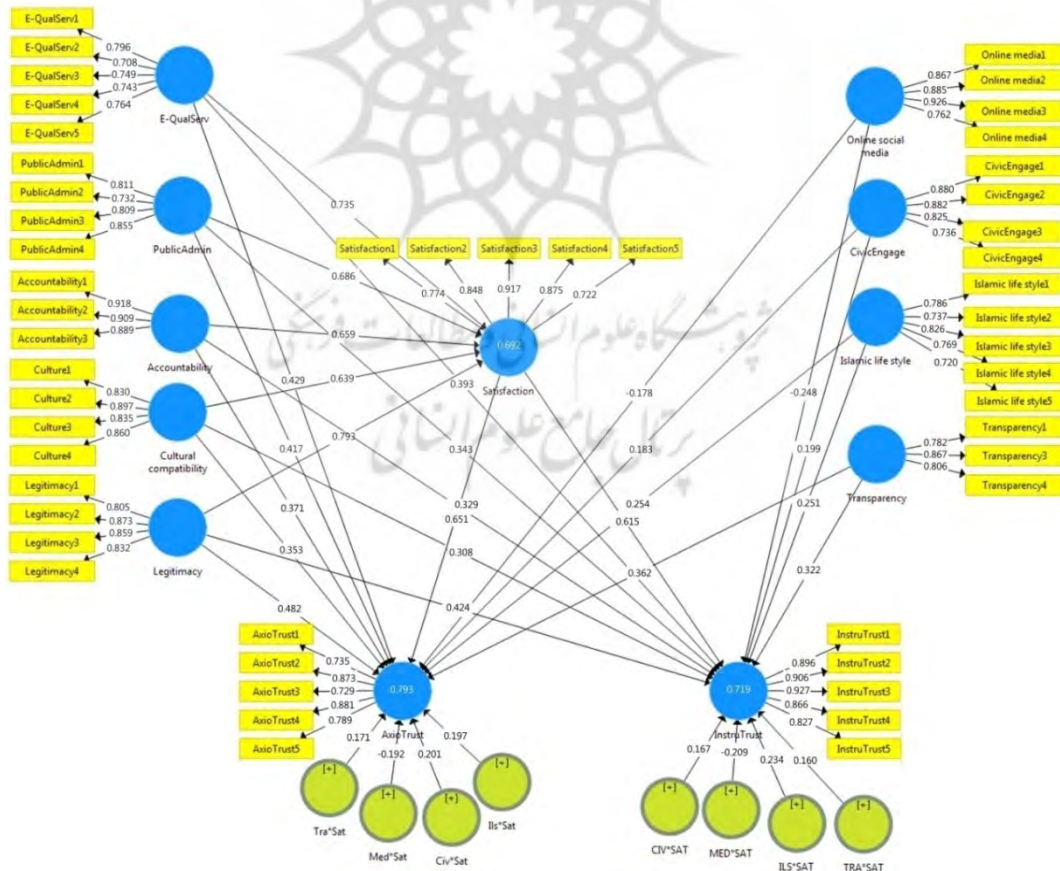 E-QualServ1
E-QualServ2
E-QualServ3
E-QualServ4
E-QualServ5
0.796
0.708
0.749
0.743
0.764
E-QualServ
PublicAdmin1
PublicAdmin2
PublicAdmin3
PublicAdmin4
0.811
0.732
0.809
0.855
PublicAdmin
Accountability1
Accountability2
Accountability3
0.918
0.909
0.889
Accountability
Culture1
Culture2
Culture3
Culture4
0.830
0.897
0.835
0.860
Cultural
compatibility
Legitimacy1
Legitimacy2
Legitimacy3
Legitimacy4
0.805
0.873
0.859
0.832
Legitimacy
Satisfaction1
Satisfaction2
Satisfaction3
Satisfaction4
Satisfaction5
0.774
0.848
0.917
0.875
0.722
0.692
Satisfaction
0.735
0.686
0.659
0.639
0.793
0.429
0.417
0.371
0.353
0.482
0.393
0.343
0.329
0.308
0.424
0.651
0.615
-0.178
0.183
0.254
0.362
-0.248
0.199
0.251
0.322
پژوهشگاه علوم انسانی و مطالعات فرهنگی
پرتال جامع علوم انسانی
Online media1
Online media2
Online media3
Online media4
0.867
0.885
0.926
0.762
Online social
media
CivicEngage1
CivicEngage2
CivicEngage3
CivicEngage4
0.880
0.882
0.825
0.736
CivicEngage
Islamic life style1
Islamic life style2
Islamic life style3
Islamic life style4
Islamic life style5
0.786
0.737
0.826
0.769
0.720
Islamic life style
Transparency1
Transparency3
Transparency4
0.782
0.867
0.806
Transparency
AxioTrust1
AxioTrust2
AxioTrust3
AxioTrust4
AxioTrust5
0.735
0.873
0.729
0.881
0.789
0.793
AxioTrust
0.171
-0.192
0.201
0.197
[+]
[+]
[+]
[+]
Tra*Sat
Med*Sat
Civ*Sat
Ils*Sat
InstruTrust1
InstruTrust2
InstruTrust3
InstruTrust4
InstruTrust5
0.896
0.906
0.927
0.866
0.827
0.719
InstruTrust
0.167
-0.209
0.234
0.160
[+]
[+]
[+]
[+]
CIV*SAT
MED*SAT
ILS*SAT
TRA*SAT